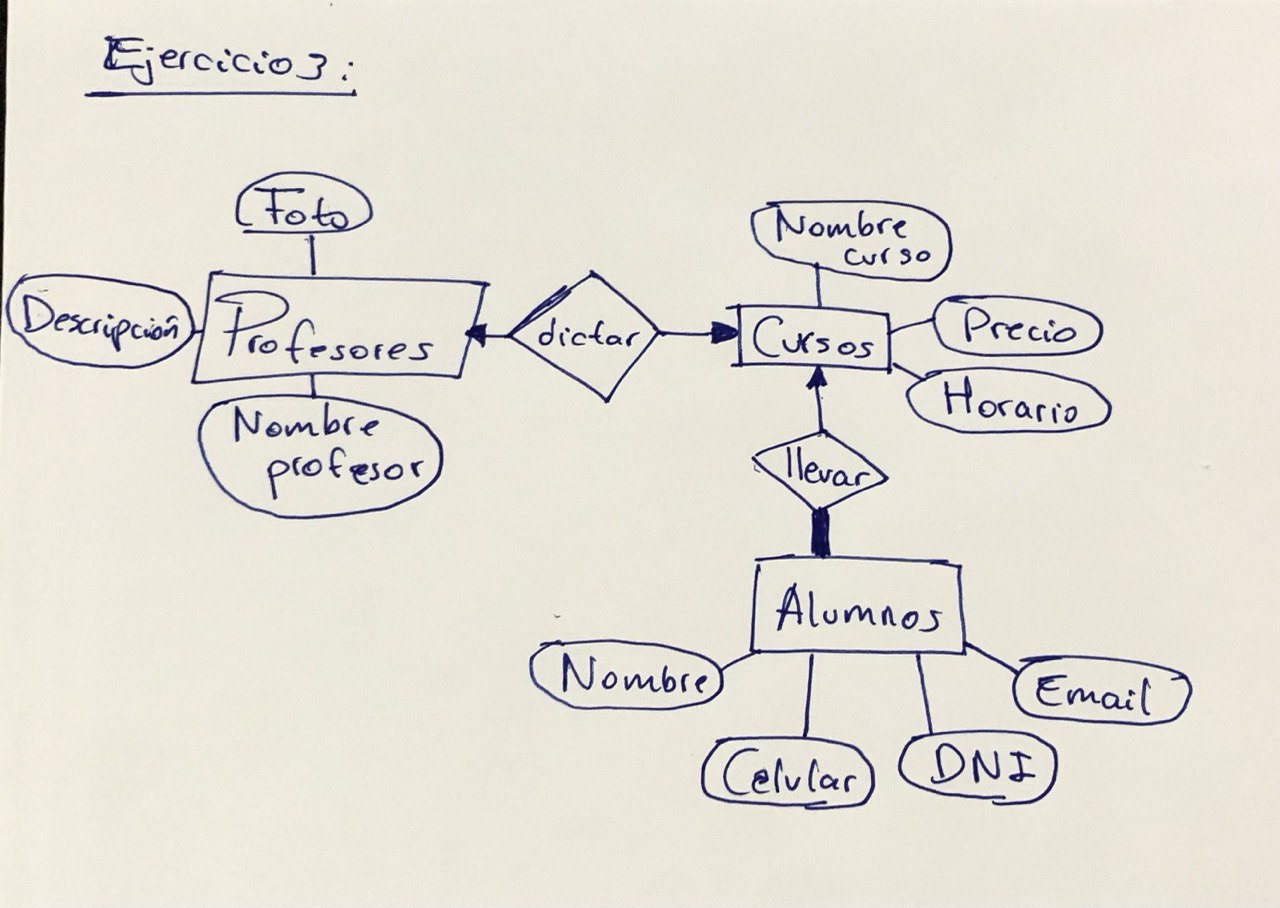 Ejercicio 3:
Foto
Nombre
curso
Descripción
Profesores
dictar
Cursos
Precio
Horario
Nombre
profesor
llevar
Alumnos
Nombre
Email
Celular
DNI